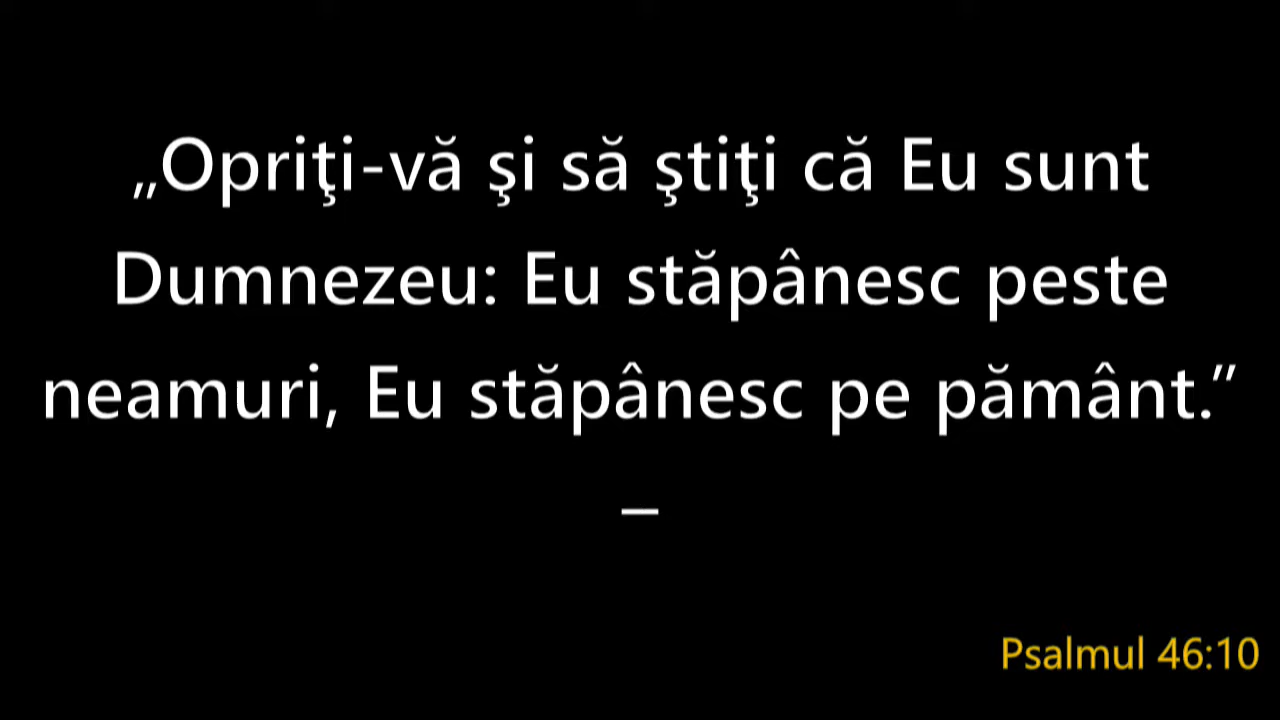 „Opriţi-vă şi să ştiţi că Eu sunt
Dumnezeu: Eu stăpânesc peste
neamuri, Eu stăpânesc pe pământ.”
–
Psalmul 46:10